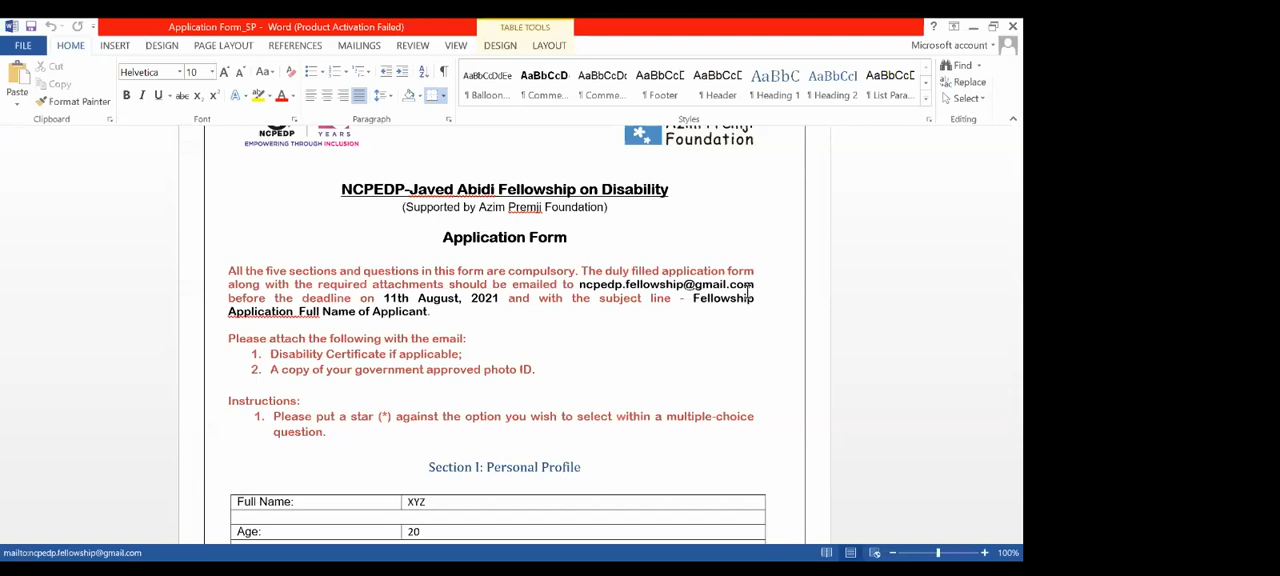 Application Form_SP - Word (Product Activation Failed)
TABLE TOOLS
FILE HOME INSERT DESIGN PAGE LAYOUT REFERENCES MAILINGS REVIEW VIEW DESIGN LAYOUT
Microsoft account
Paste
Cut
Copy
Format Painter
Helvetica 10
AaBbCcDdEe AaBbCcD AaBbCcDc AaBbCcD AaBbCcD AaBbC AaBbCcl AaBbCcD
¶ Balloon... ¶ Comme... ¶ Comme... ¶ Footer ¶ Header ¶ Heading 1 ¶ Heading 2 ¶ List Para...
Find
Replace
Select
Clipboard Font Paragraph Styles Editing
NCPEDP YEARS
EMPOWERING THROUGH INCLUSION
Azim Premji
Foundation
NCPEDP-Javed Abidi Fellowship on Disability
(Supported by Azim Premji Foundation)
Application Form
All the five sections and questions in this form are compulsory. The duly filled application form
along with the required attachments should be emailed to ncpedp.fellowship@gmail.com
before the deadline on 11th August, 2021 and with the subject line - Fellowship
Application_Full Name of Applicant.
Please attach the following with the email:
1. Disability Certificate if applicable;
2. A copy of your government approved photo ID.
Instructions:
1. Please put a star (*) against the option you wish to select within a multiple-choice
question.
Section I: Personal Profile
Full Name: XYZ
Age: 20
mailto:ncpedp.fellowship@gmail.com
100%